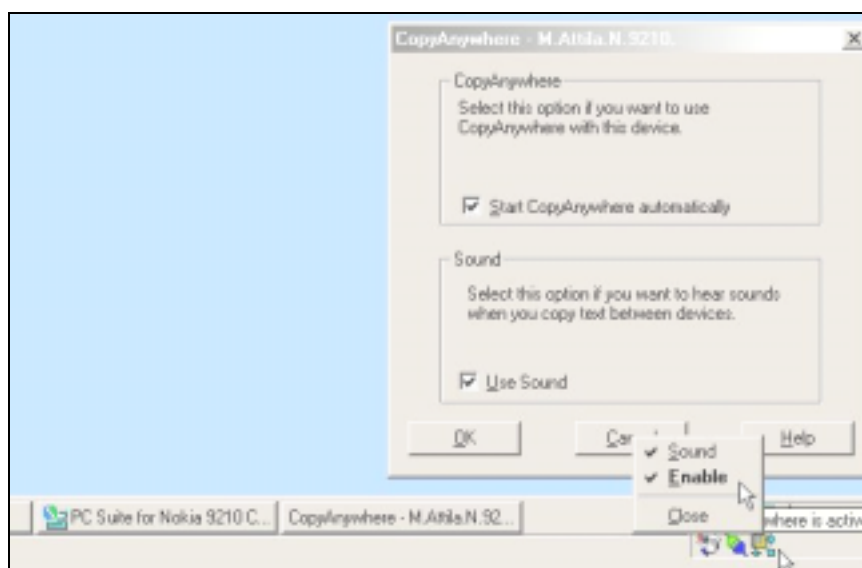 CopyAnywhere - M.Attila.N.9210.
CopyAnywhere
Select this option if you want to use
CopyAnywhere with this device.
Start CopyAnywhere automatically
Sound
Select this option if you want to hear sounds
when you copy text between devices.
Use Sound
OK
Help
Sound
Enable
Close
PC Suite for Nokia 9210 C...
CopyAnywhere - M.Attila.N.92...
where is active